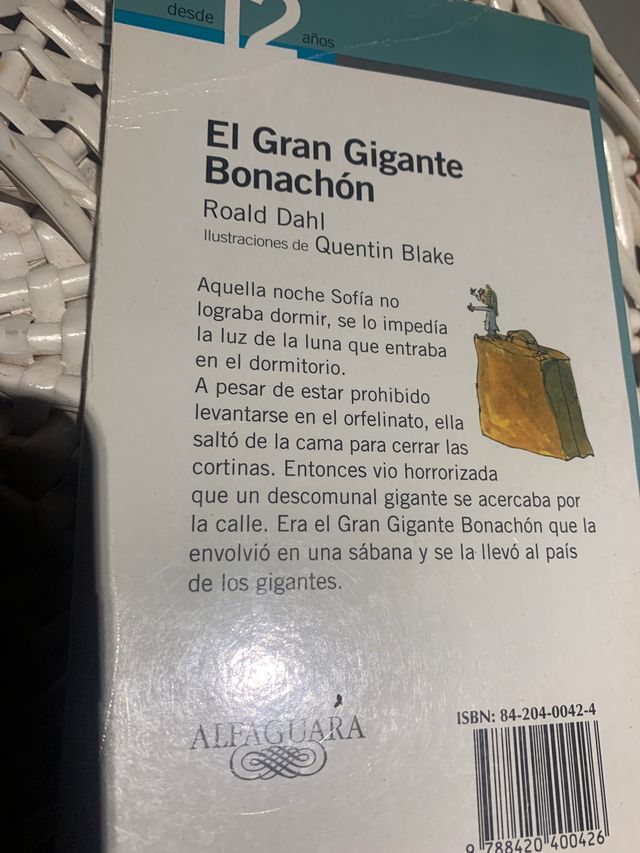 desde 12 años
El Gran Gigante
Bonachón
Roald Dahl
Ilustraciones de Quentin Blake
Aquella noche Sofía no
lograba dormir, se lo impedía
la luz de la luna que entraba
en el dormitorio.
A pesar de estar prohibido
levantarse en el orfelinato, ella
saltó de la cama para cerrar las
cortinas. Entonces vio horrorizada
que un descomunal gigante se acercaba por
la calle. Era el Gran Gigante Bonachón que la
envolvió en una sábana y se la llevó al país
de los gigantes.
ALFAGUARA
ISBN: 84-204-0042-4
9 788420 400426